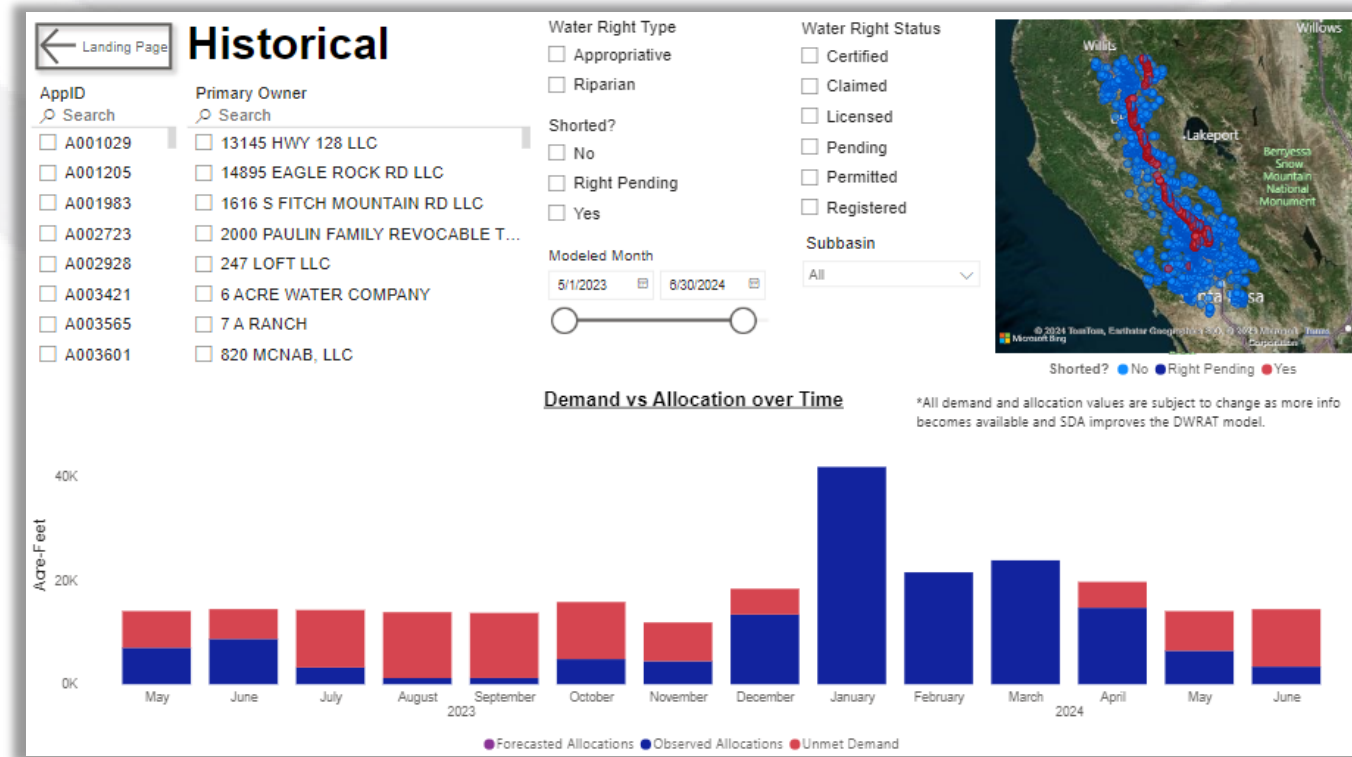 Landing Page
Historical
AppID
Search
A001029
A001205
A001983
A002723
A002928
A003421
A003565
A003601
Primary Owner
Search
13145 HWY 128 LLC
14895 EAGLE ROCK RD LLC
1616 S FITCH MOUNTAIN RD LLC
2000 PAULIN FAMILY REVOCABLE T...
247 LOFT LLC
6 ACRE WATER COMPANY
7 A RANCH
820 MCNAB, LLC
Water Right Type
Appropriative
Riparian
Shorted?
No
Right Pending
Yes
Modeled Month
5/1/2023
6/30/2024
Water Right Status
Certified
Claimed
Licensed
Pending
Permitted
Registered
Subbasin
All
Willows
Willits
Lakeport
Berryessa
Snow
Mountain
National
Monument
© 2024 TomTom, Earthstar
Microsoft Bing
Corporation
Terms
Shorted? No Right Pending Yes
Demand vs Allocation over Time
*All demand and allocation values are subject to change as more info
becomes available and SDA improves the DWRAT model.
Acre-Feet
40K
20K
0K
May June July August September October November December January February March April May June
2023 2024
Forecasted Allocations Observed Allocations Unmet Demand